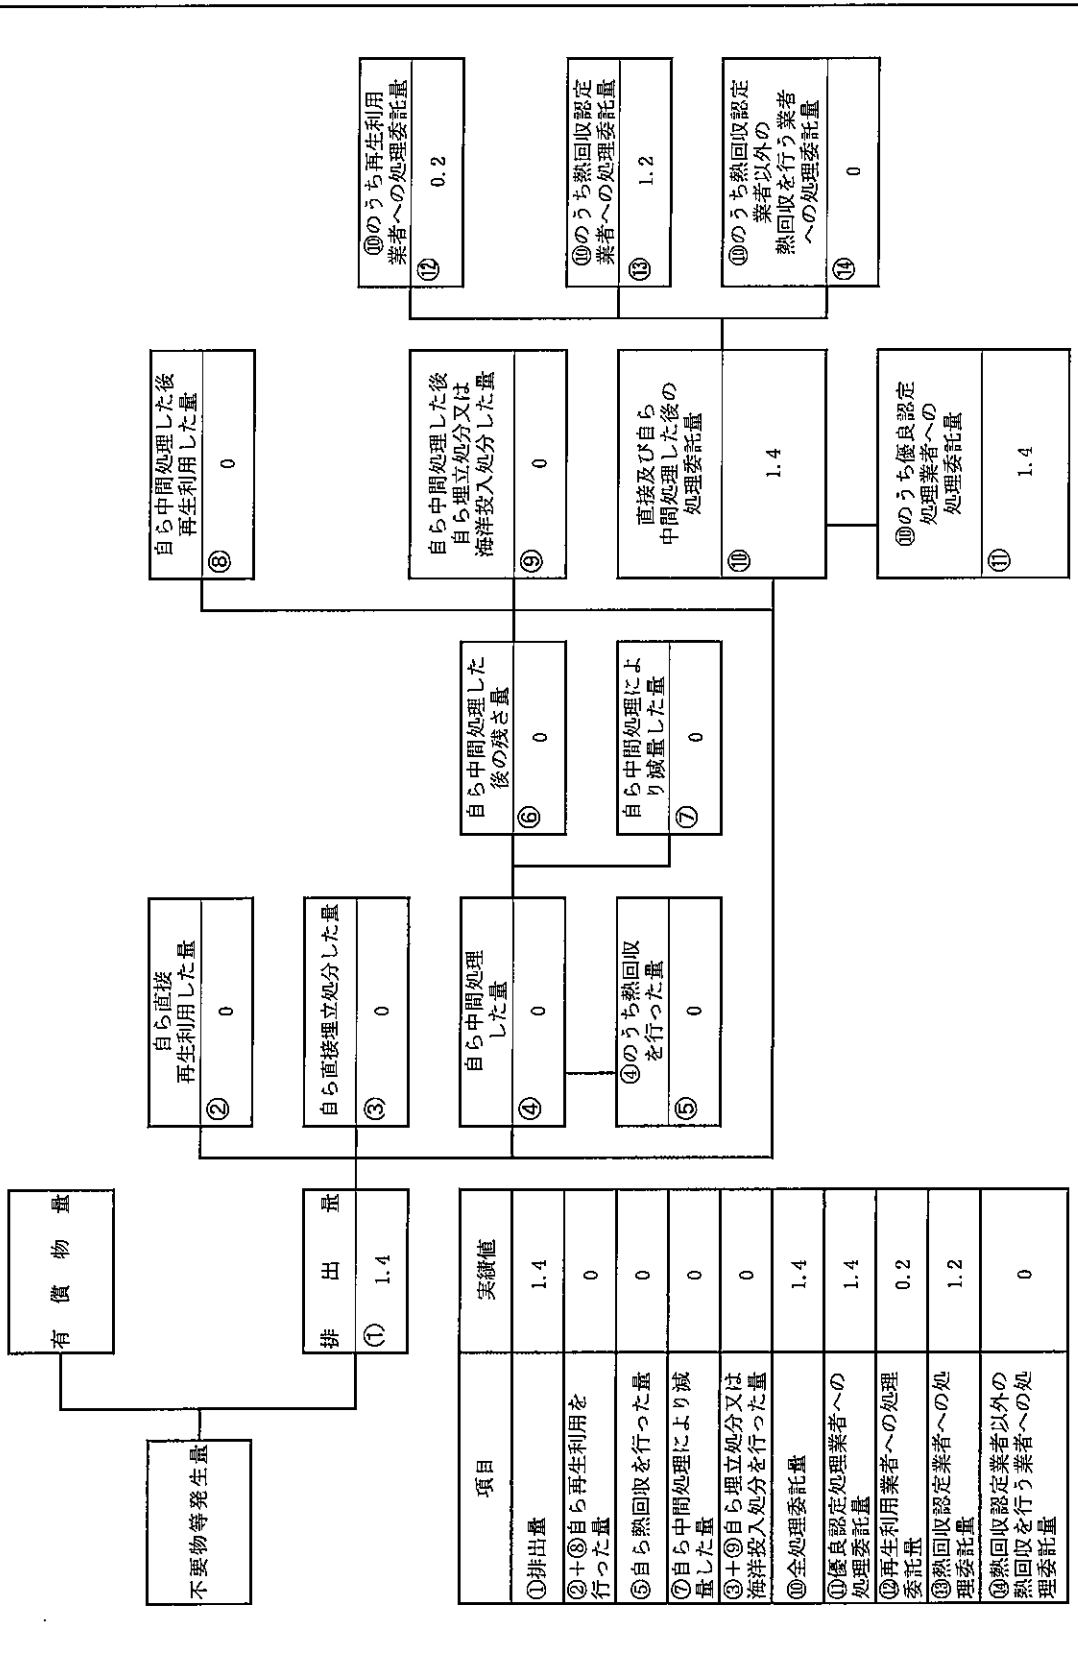 不要物等発生量
有償物量
排出量
① 1.4
自ら直接
再生利用した量
② 0
自ら直接埋立処分した量
③ 0
自ら中間処理
した量
④ 0
④のうち熱回収
を行った量
⑤ 0
自ら中間処理した
後の残さ量
⑥ 0
自ら中間処理によ
り減量した量
⑦ 0
自ら中間処理した後
再生利用した量
⑧ 0
自ら中間処理した後
自ら埋立処分又は
海洋投入処分した量
⑨ 0
直接及び自ら
中間処理した後の
処理委託量
⑩ 1.4
⑩のうち優良認定
処理業者への
処理委託量
⑪ 1.4
⑩のうち再生利用
業者への処理委託量
⑫ 0.2
⑩のうち熱回収認定
業者への処理委託量
⑬ 1.2
⑩のうち熱回収認定
業者以外の
熱回収を行う業者
への処理委託量
⑭ 0
項目 実績値
①排出量 1.4
②+⑧自ら再生利用を
行った量 0
⑤自ら熱回収を行った量 0
⑦自ら中間処理により減
量した量 0
③+⑨自ら埋立処分又は
海洋投入処分を行った量 0
⑩全処理委託量 1.4
⑪優良認定処理業者への
処理委託量 1.4
⑫再生利用業者への処理
委託量 0.2
⑬熱回収認定業者への処
理委託量 1.2
⑭熱回収認定業者以外の
熱回収を行う業者への処
理委託量 0